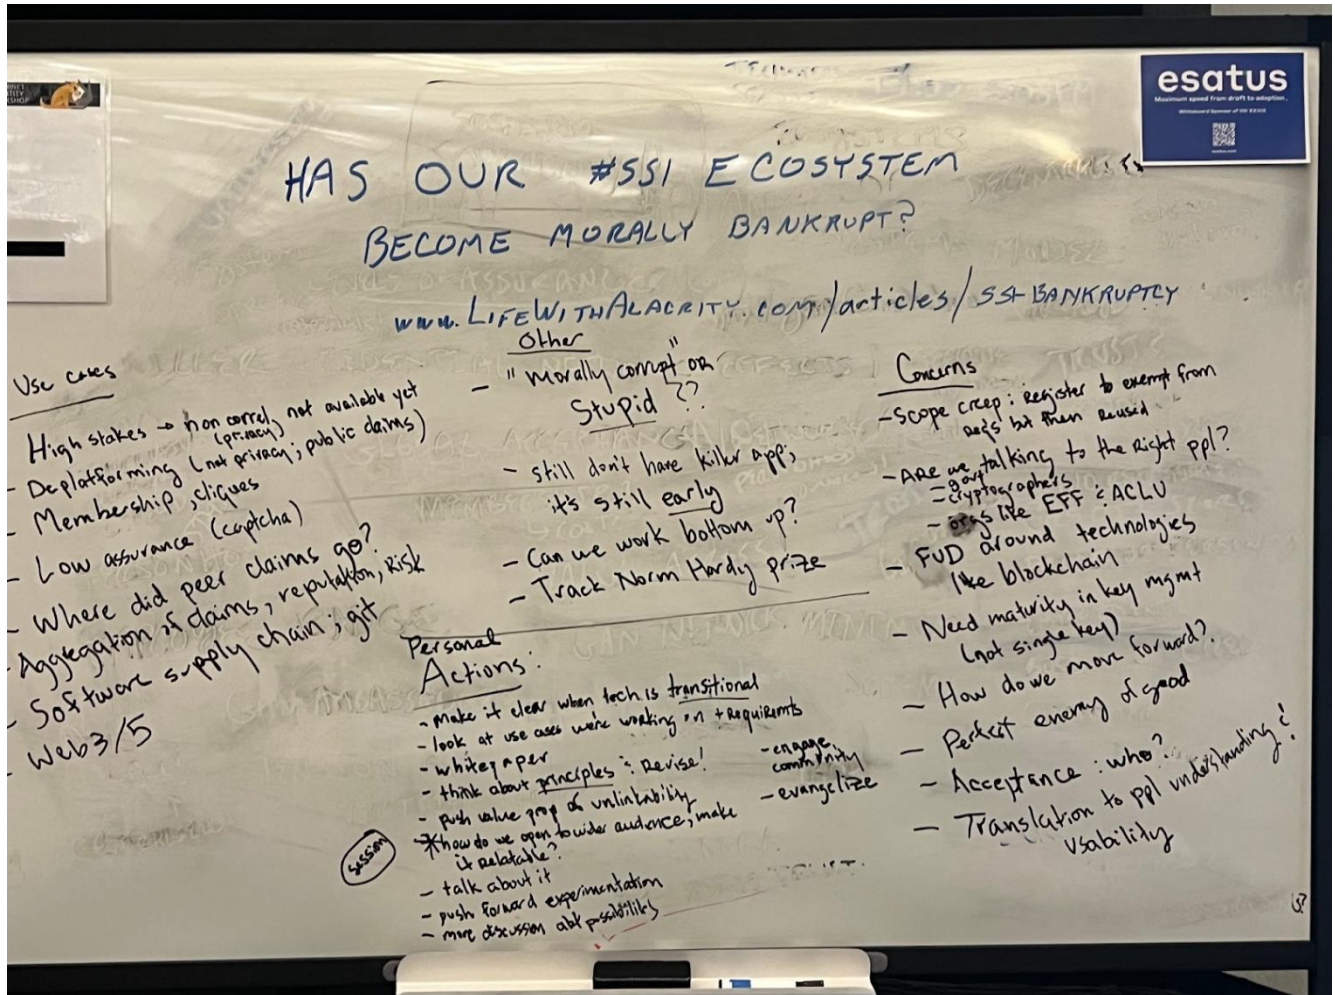 esatus
Maximum speed from draft to adoption.
HAS OUR #SSI ECOSYSTEM
BECOME MORALLY BANKRUPT?
www.LIFEWITHALACRITY.com/articles/SSI-BANKRUPTCY
Use cases
High stakes → non correl, not available yet
(privacy)
- Deplatforming (not privacy; public claims)
- Membership, cliques
- Low assurance (captcha)
- Where did peer claims go?
- Aggregation of claims, reputation, Risk
- Software supply chain; git
- Web3/5
Other
- "morally corrupt" or
Stupid??
- still don't have killer app;
it's still early
- Can we work bottom up?
- Track Norm Hardy prize
Personal
Actions:
- make it clear when tech is transitional
- look at use cases we're working on + Requiremts
- whitepaper
- think about principles; Revise!
- push value prop of unlinkability
* how do we open to wider audience; make
it relatable?
session
- talk about it
- push forward experimentation
- more discussion abt possibilities
- engage
community
- evangelize
Concerns
- Scope creep: Register to exempt from
but then Reused
- ARe we talking to the Right ppl?
- govt
- cryptographers
- orgs like EFF & ACLU
- FUD around technologies
like blockchain
- Need maturity in key mgmt
(not single key)
- How do we move forward?
- Perfect enemy of good
- Acceptance: who?
- Translation to ppl understanding &
usability